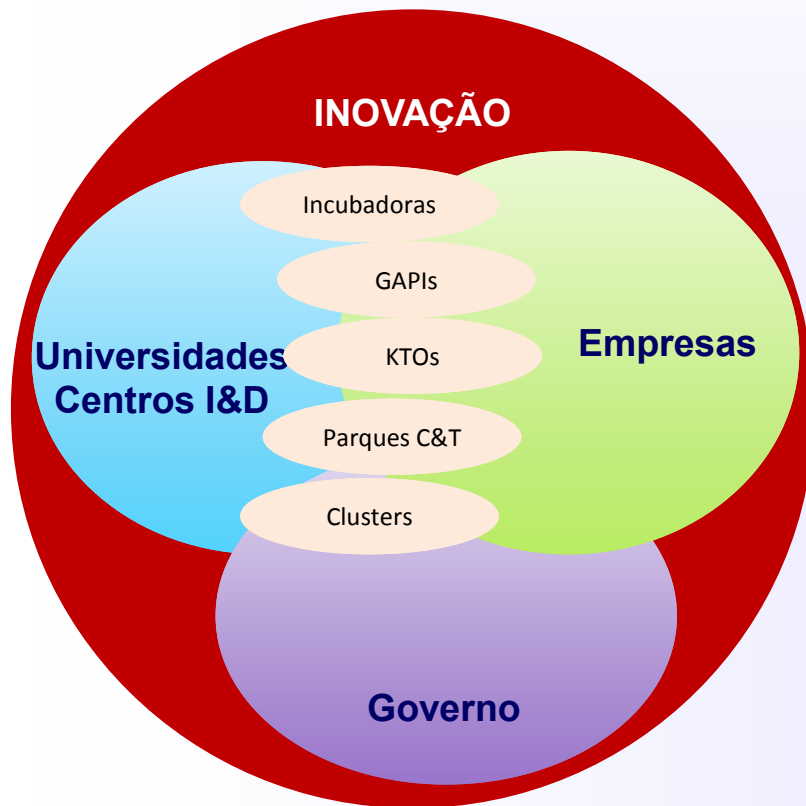 INOVAÇÃO
Incubadoras
GAPIs
Universidades
Centros I&D
KTOs
Empresas
Parques C&T
Clusters
Governo